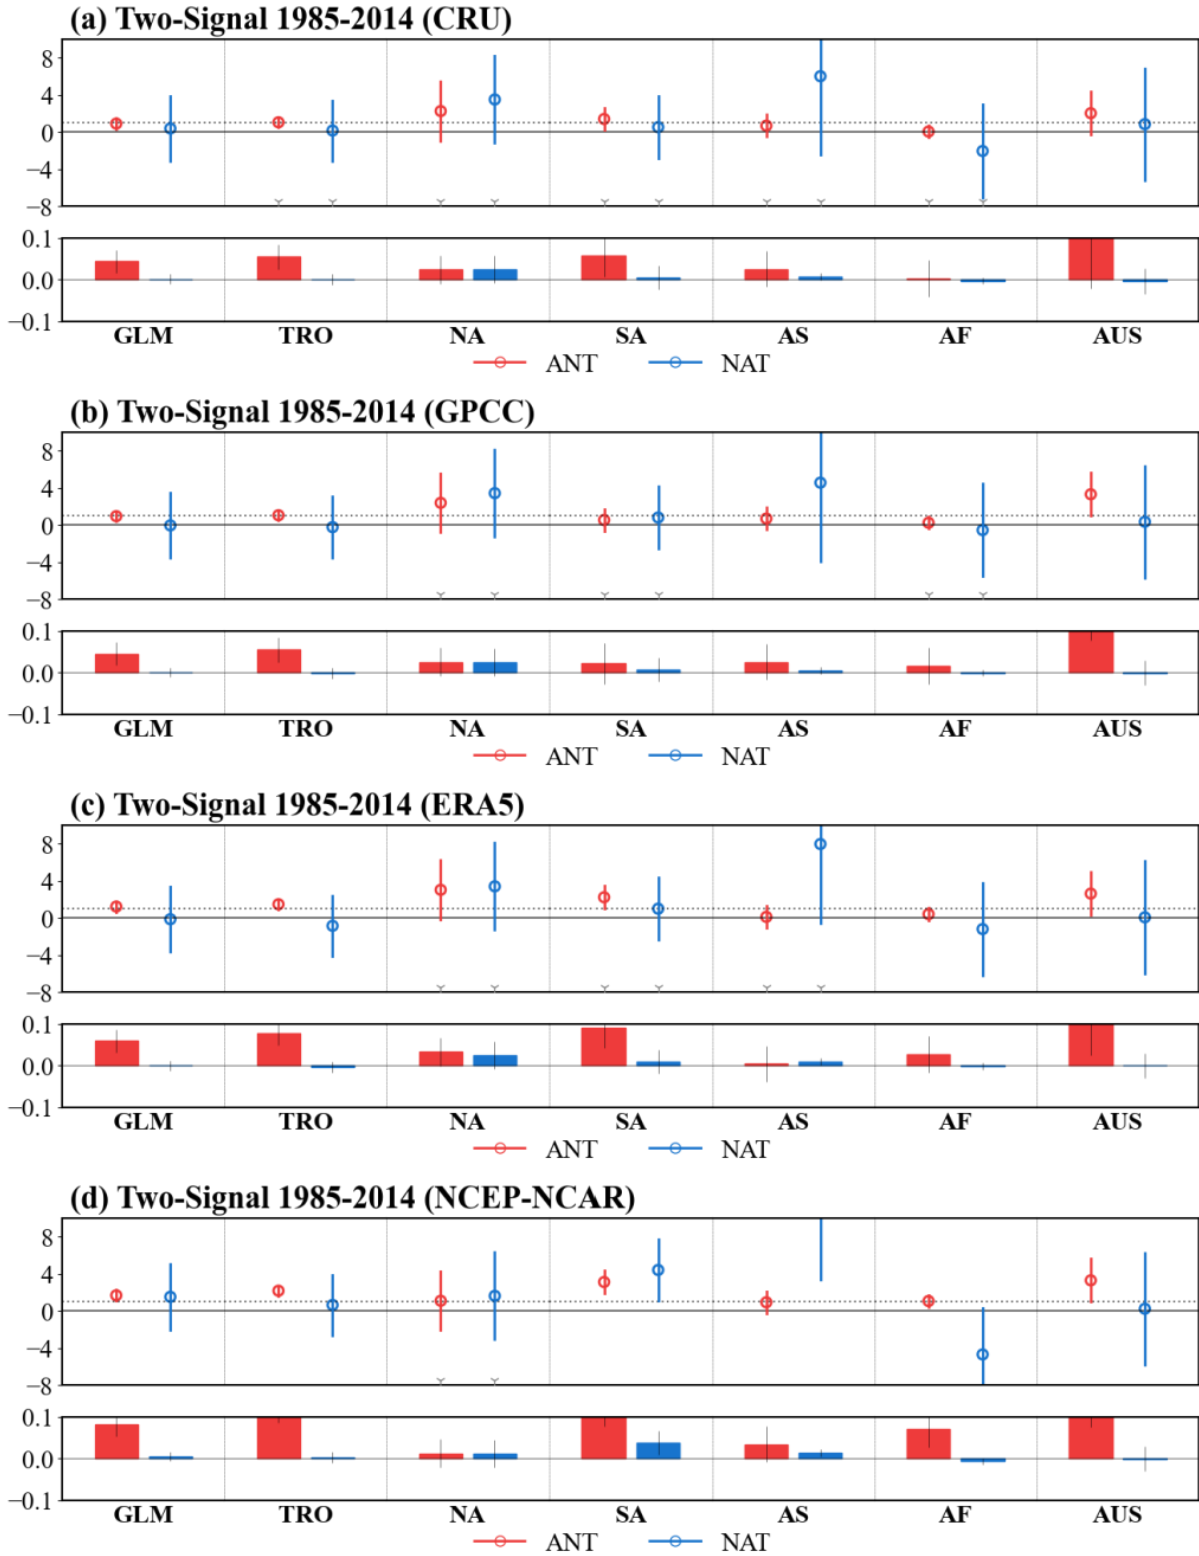 (a) Two-Signal 1985-2014 (CRU)
8
4
0
−4
−8
0.1
0.0
−0.1
GLM TRO NA SA AS AF AUS
ANT NAT
(b) Two-Signal 1985-2014 (GPCC)
8
4
0
−4
−8
0.1
0.0
−0.1
GLM TRO NA SA AS AF AUS
ANT NAT
(c) Two-Signal 1985-2014 (ERA5)
8
4
0
−4
−8
0.1
0.0
−0.1
GLM TRO NA SA AS AF AUS
ANT NAT
(d) Two-Signal 1985-2014 (NCEP-NCAR)
8
4
0
−4
−8
0.1
0.0
−0.1
GLM TRO NA SA AS AF AUS
ANT NAT